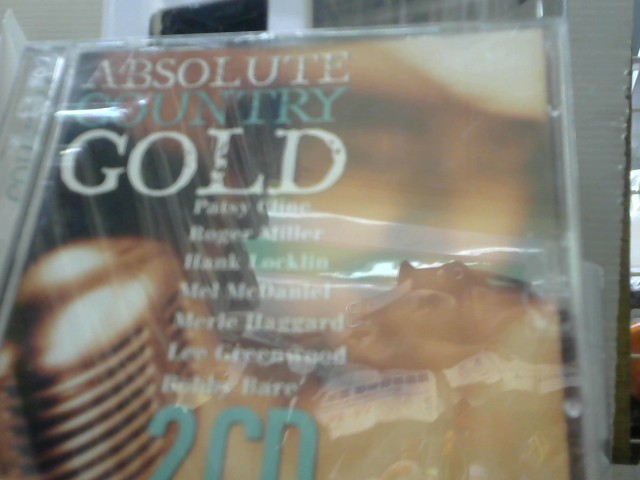 ABSOLUTE
COUNTRY
GOLD
Patsy Cline
Roger Miller
Hank Locklin
Mel McDaniel
Merle Haggard
Lee Greenwood
Bobby Bare
2CD